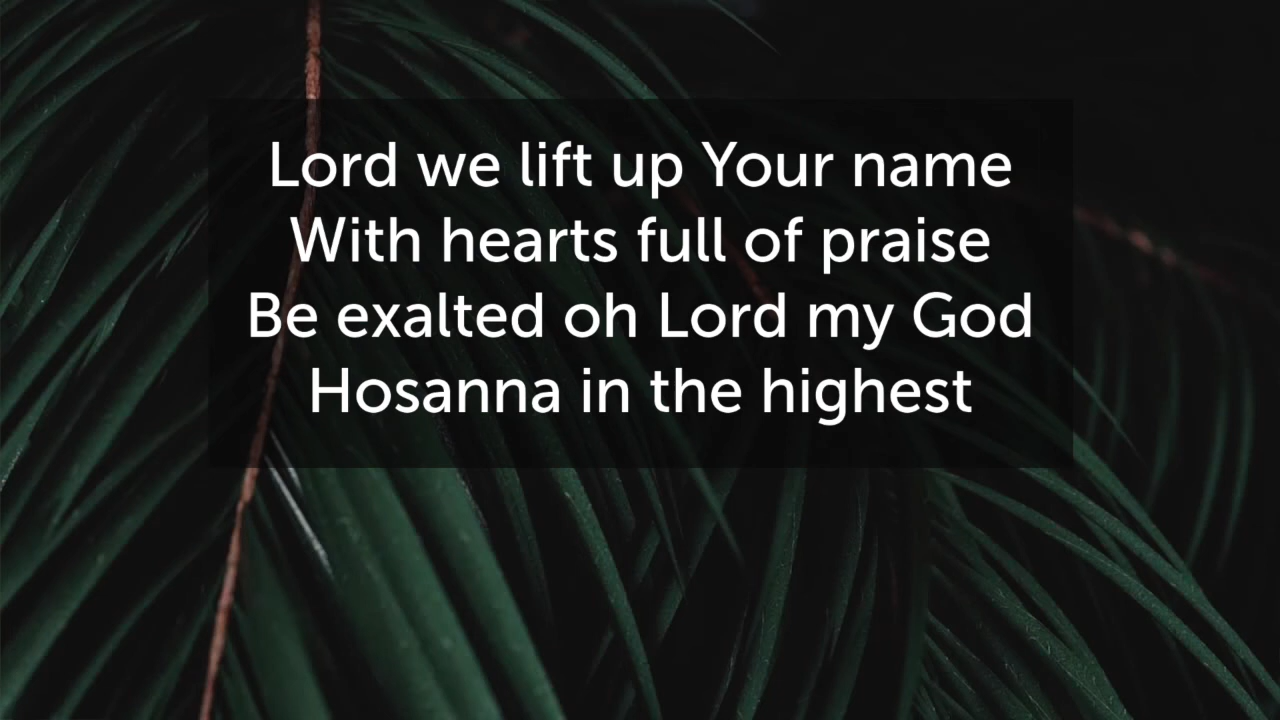 Lord we lift up Your name
With hearts full of praise
Be exalted oh Lord my God
Hosanna in the highest